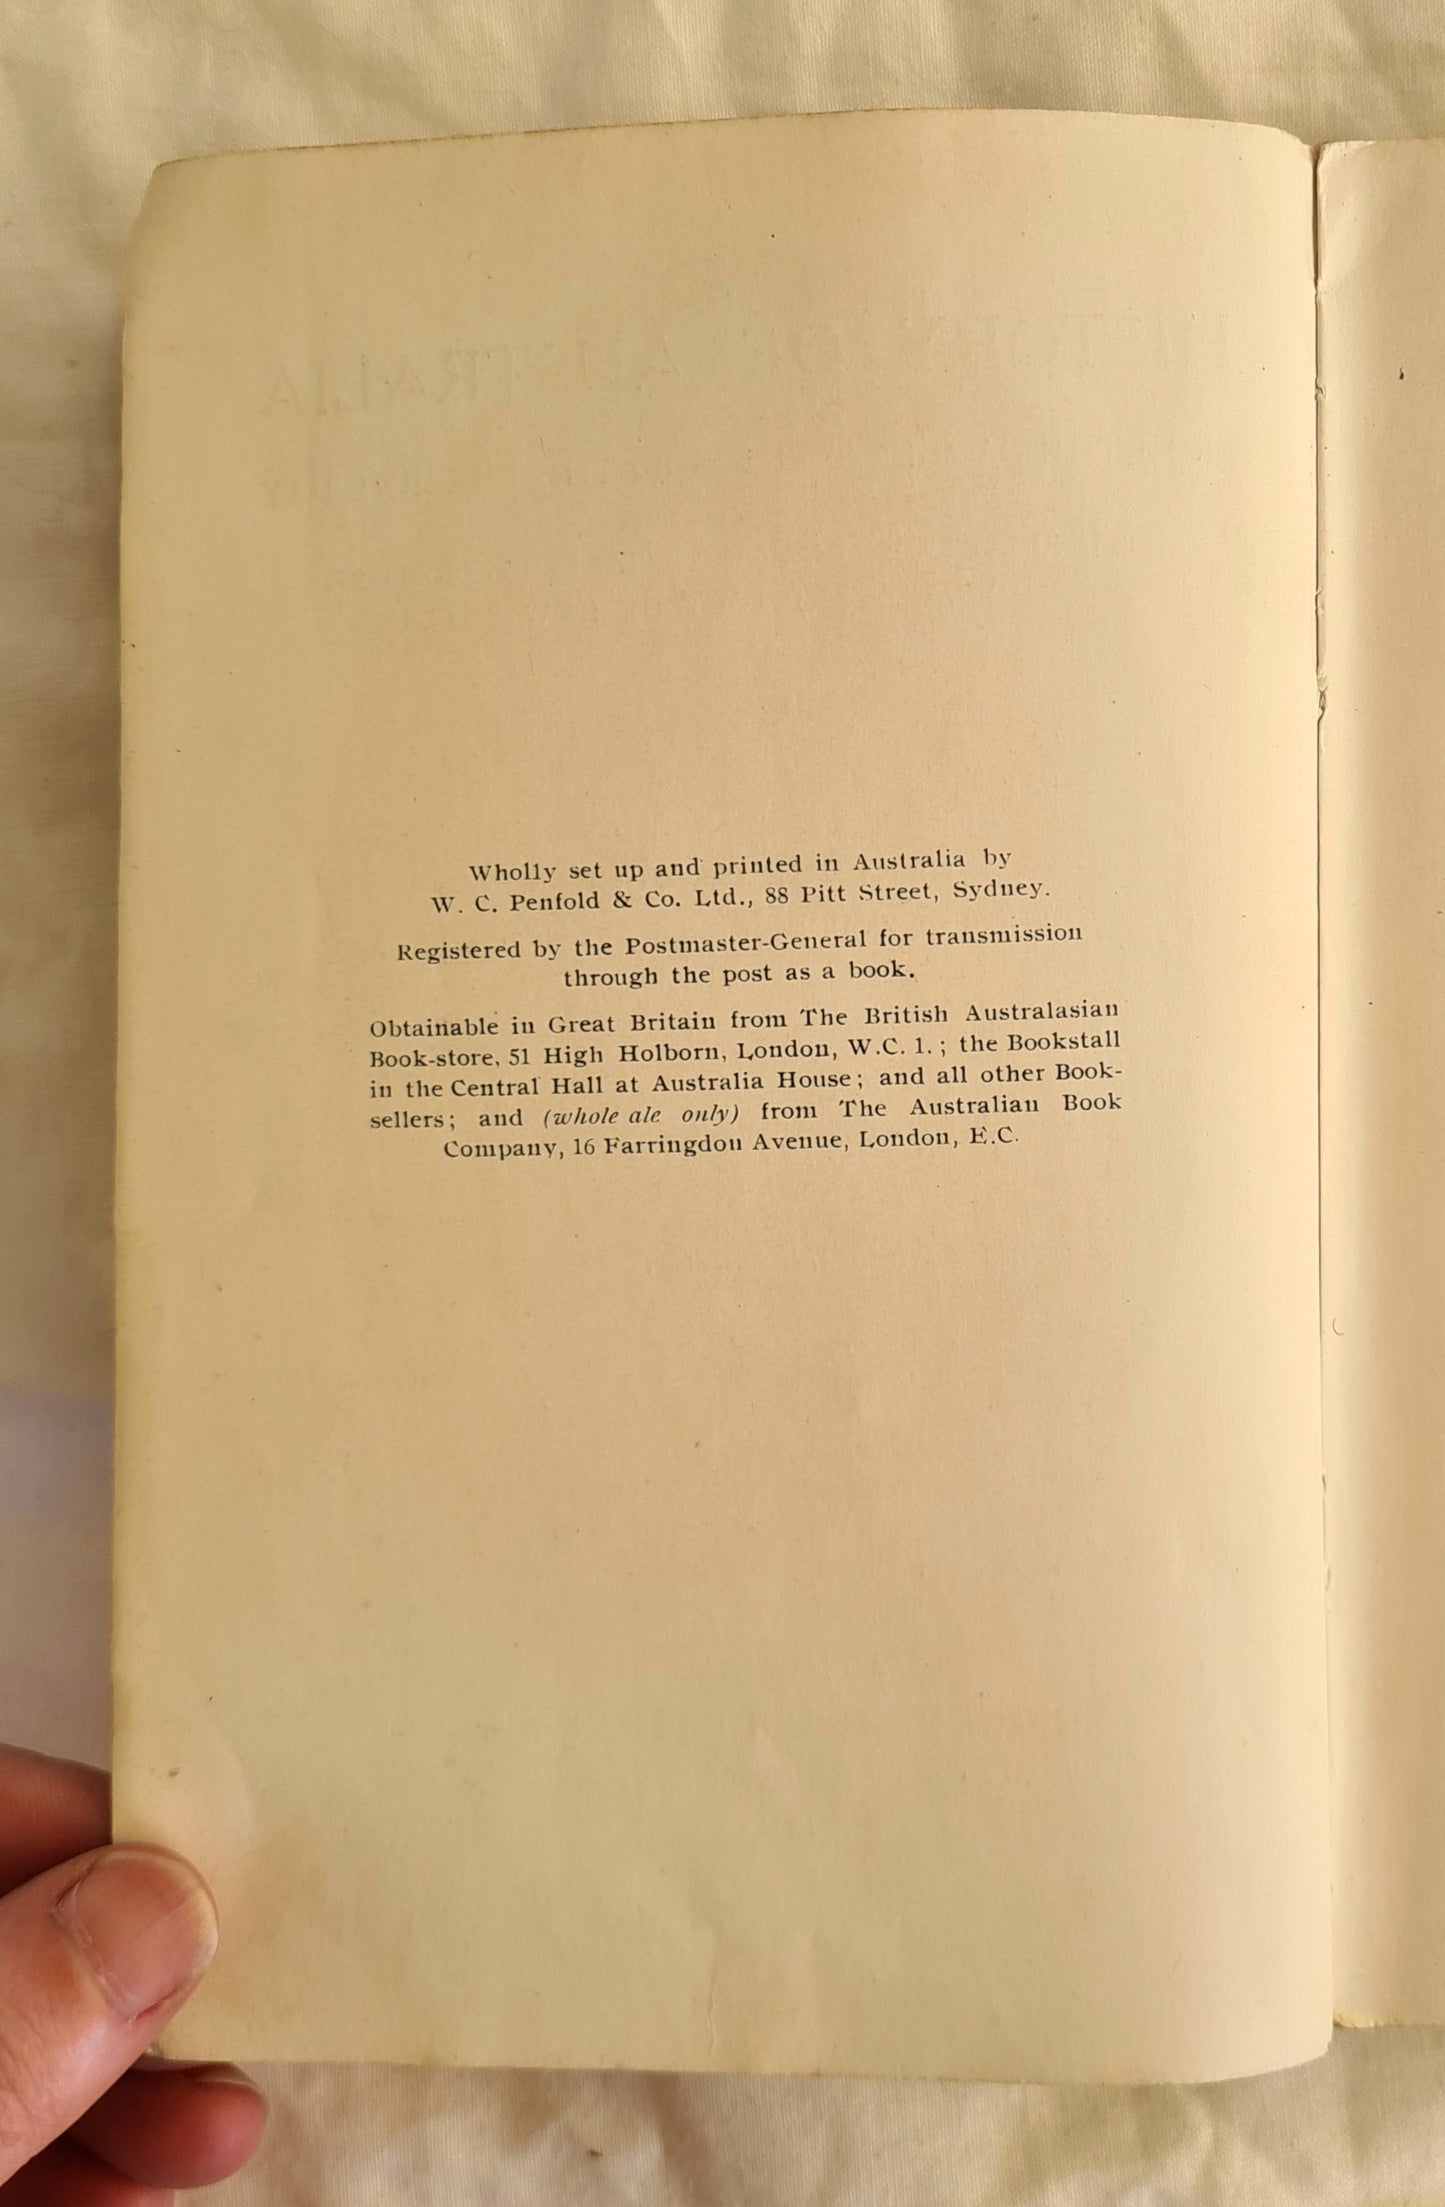 Wholly set up and printed in Australia by
W. C. Penfold & Co. Ltd., 88 Pitt Street, Sydney.
Registered by the Postmaster-General for transmission
through the post as a book.
Obtainable in Great Britain from The British Australasian
Book-store, 51 High Holborn, London, W.C. 1. ; the Bookstall
in the Central Hall at Australia House; and all other Book-
sellers; and (whole ale only) from The Australian Book
Company, 16 Farringdon Avenue, London, E.C.